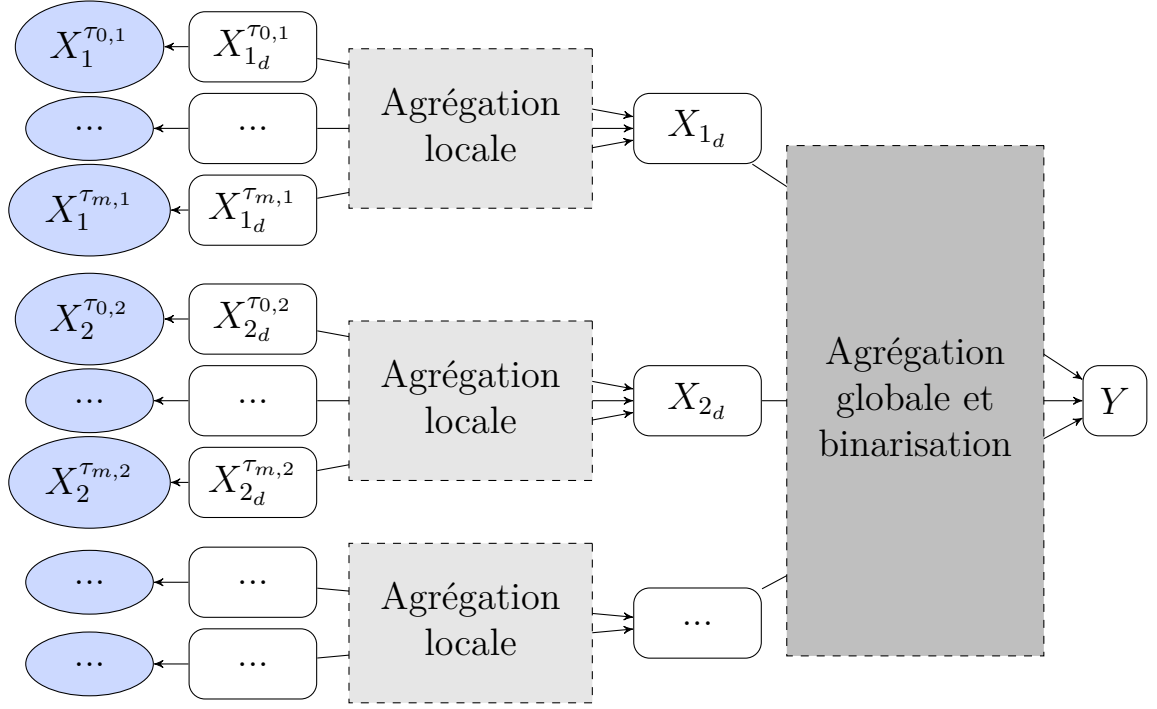 X_1^{τ_{0,1}} X_{1_d}^{τ_{0,1}}
... ...
X_1^{τ_{m,1}} X_{1_d}^{τ_{m,1}}
Agrégation
locale
X_{1_d}
X_2^{τ_{0,2}} X_{2_d}^{τ_{0,2}}
... ...
X_2^{τ_{m,2}} X_{2_d}^{τ_{m,2}}
Agrégation
locale
X_{2_d}
... ...
... ...
Agrégation
locale
...
Agrégation
globale et
binarisation
Y